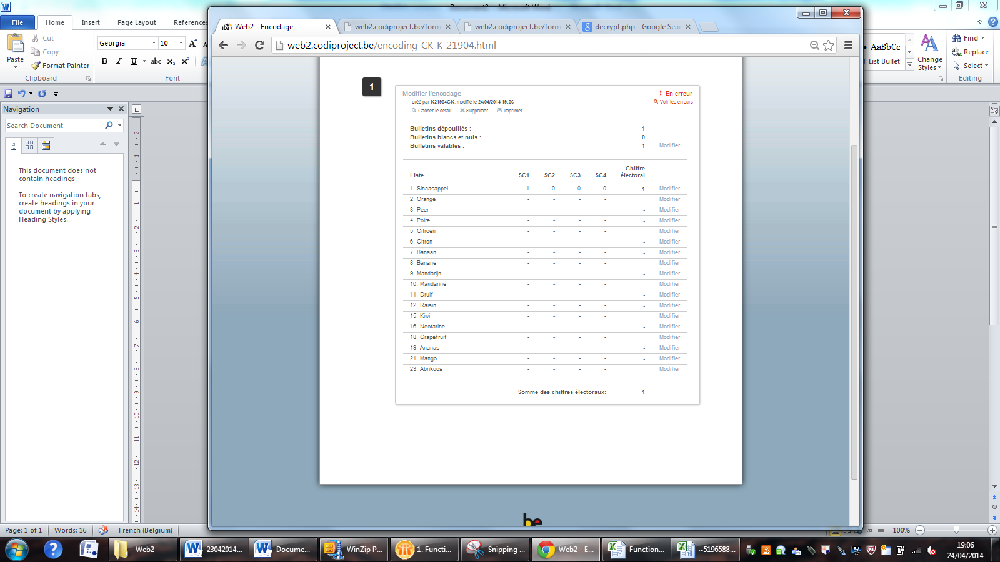 Document2 - Microsoft Word
File Home Insert Page Layout References
Paste
Cut
Copy
Format Painter
Clipboard
Georgia 10
B I U abc x₂ x²
Font
AaBbCc
List Bullet
Change Styles
Find
Replace
Select
Editing
Navigation
Search Document
This document does not
contain headings.
To create navigation tabs,
create headings in your
document by applying
Heading Styles.
Web2 - Encodage
web2.codiproject.be/form
web2.codiproject.be/form
decrypt.php - Google Sea
web2.codiproject.be/encoding-CK-K-21904.html
1
Modifier l'encodage
! En erreur
créé par K21904CK, modifié le 24/04/2014 19:06
Voir les erreurs
Cacher le détail Supprimer Imprimer
Bulletins dépouillés : 1
Bulletins blancs et nuls : 0
Bulletins valables : 1 Modifier
Liste SC1 SC2 SC3 SC4 Chiffre électoral
1. Sinaasappel 1 0 0 0 1 Modifier
2. Orange - - - - - Modifier
3. Peer - - - - - Modifier
4. Poire - - - - - Modifier
5. Citroen - - - - - Modifier
6. Citron - - - - - Modifier
7. Banaan - - - - - Modifier
8. Banane - - - - - Modifier
9. Mandarijn - - - - - Modifier
10. Mandarine - - - - - Modifier
11. Druif - - - - - Modifier
12. Raisin - - - - - Modifier
15. Kiwi - - - - - Modifier
16. Nectarine - - - - - Modifier
18. Grapefruit - - - - - Modifier
19. Ananas - - - - - Modifier
21. Mango - - - - - Modifier
23. Abrikoos - - - - - Modifier
Somme des chiffres électoraux: 1
be
Page: 1 of 1 Words: 16 French (Belgium) 100%
Web2 23042014... Docume... WinZip P... 1. Functi... Snipping ... Web2 - E... Function... ~5196588...
19:06
24/04/2014